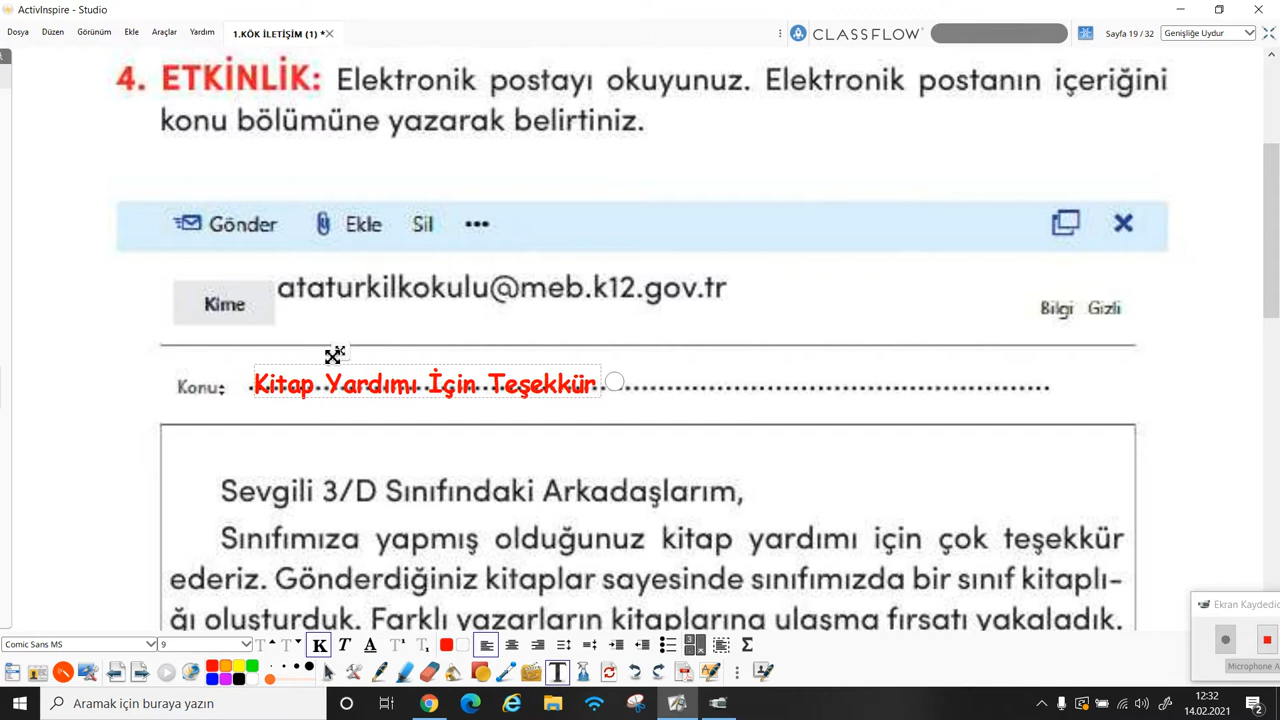 ActivInspire - Studio
Dosya Düzen Görünüm Ekle Araçlar Yardım 1.KÖK İLETİŞİM (1) * CLASSFLOW Sayfa 19 / 32 Genişliğe Uydur
4. ETKİNLİK: Elektronik postayı okuyunuz. Elektronik postanın içeriğini
konu bölümüne yazarak belirtiniz.
Gönder Ekle Sil •••
Kime ataturkilkokulu@meb.k12.gov.tr Bilgi Gizli
Konu: Kitap Yardımı İçin Teşekkür
Sevgili 3/D Sınıfındaki Arkadaşlarım,
Sınıfımıza yapmış olduğunuz kitap yardımı için çok teşekkür
ederiz. Gönderdiğiniz kitaplar sayesinde sınıfımızda bir sınıf kitaplı-
ğı oluşturduk. Farklı yazarların kitaplarına ulaşma fırsatı yakaladık.
Ekran Kaydedic
Microphone A
Comic Sans MS 9
Aramak için buraya yazın
12:32
14.02.2021
2